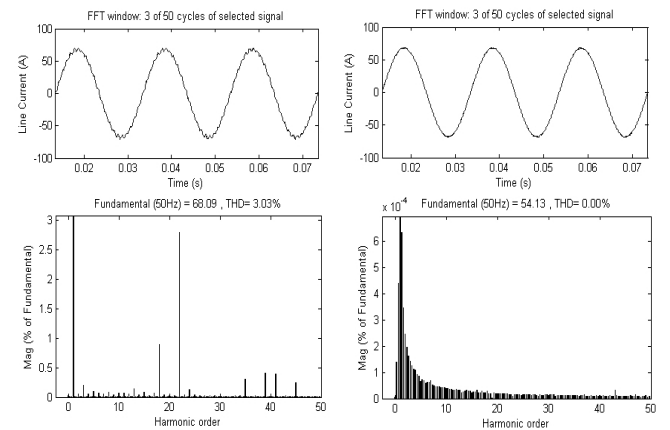 FFT window: 3 of 50 cycles of selected signal
100
50
0
-50
-100
Line Current (A)
0.02 0.03 0.04 0.05 0.06 0.07
Time (s)
FFT window: 3 of 50 cycles of selected signal
100
50
0
-50
-100
Line Current (A)
0.02 0.03 0.04 0.05 0.06 0.07
Time (s)
Fundamental (50Hz) = 68.09 , THD= 3.03%
3
2.5
2
1.5
1
0.5
0
Mag (% of Fundamental)
0 10 20 30 40 50
Harmonic order
x 10^-4
Fundamental (50Hz) = 54.13 , THD= 0.00%
6
5
4
3
2
1
0
Mag (% of Fundamental)
0 10 20 30 40 50
Harmonic order